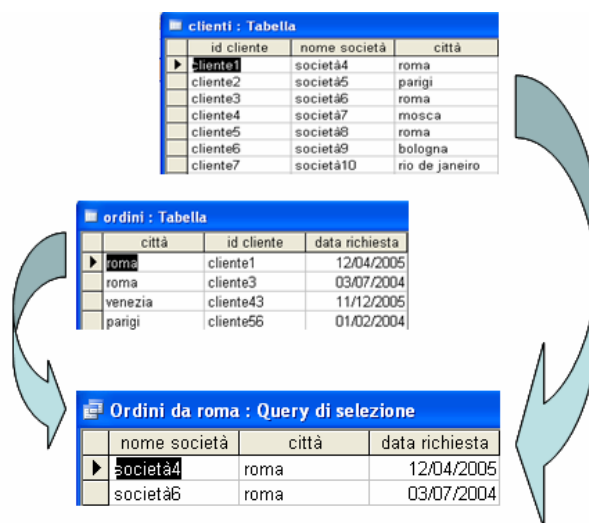 clienti : Tabella
id cliente nome società città
cliente1 società4 roma
cliente2 società5 parigi
cliente3 società6 roma
cliente4 società7 mosca
cliente5 società8 roma
cliente6 società9 bologna
cliente7 società10 rio de janeiro
ordini : Tabella
città id cliente data richiesta
roma cliente1 12/04/2005
roma cliente3 03/07/2004
venezia cliente43 11/12/2005
parigi cliente56 01/02/2004
Ordini da roma : Query di selezione
nome società città data richiesta
società4 roma 12/04/2005
società6 roma 03/07/2004